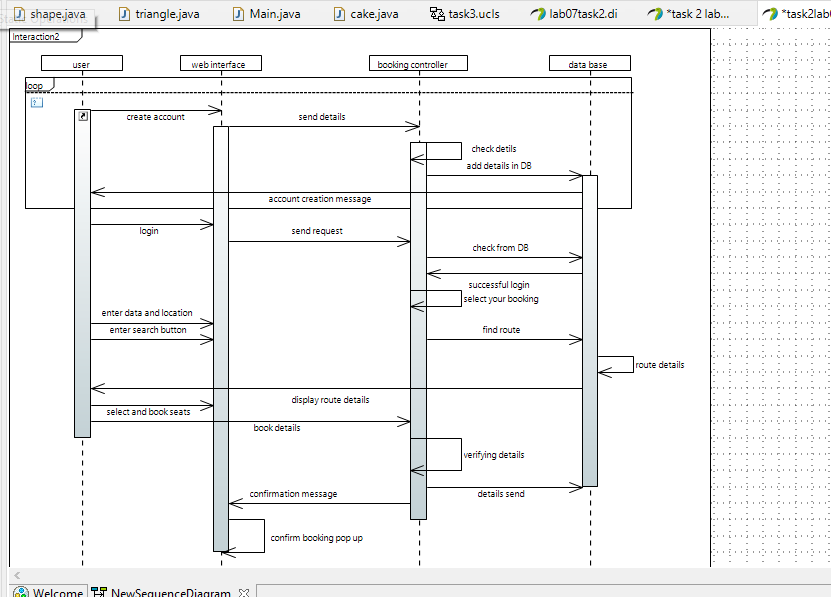 shape.java
triangle.java
Main.java
cake.java
task3.ucls
lab07task2.di
*task 2 lab...
*task2lab0
Interaction2
user
web interface
booking controller
data base
loop
create account
send details
check detils
add details in DB
account creation message
login
send request
check from DB
successful login
select your booking
enter data and location
enter search button
find route
route details
display route details
select and book seats
book details
verifying details
confirmation message
details send
confirm booking pop up
Welcome
NewSequenceDiagram